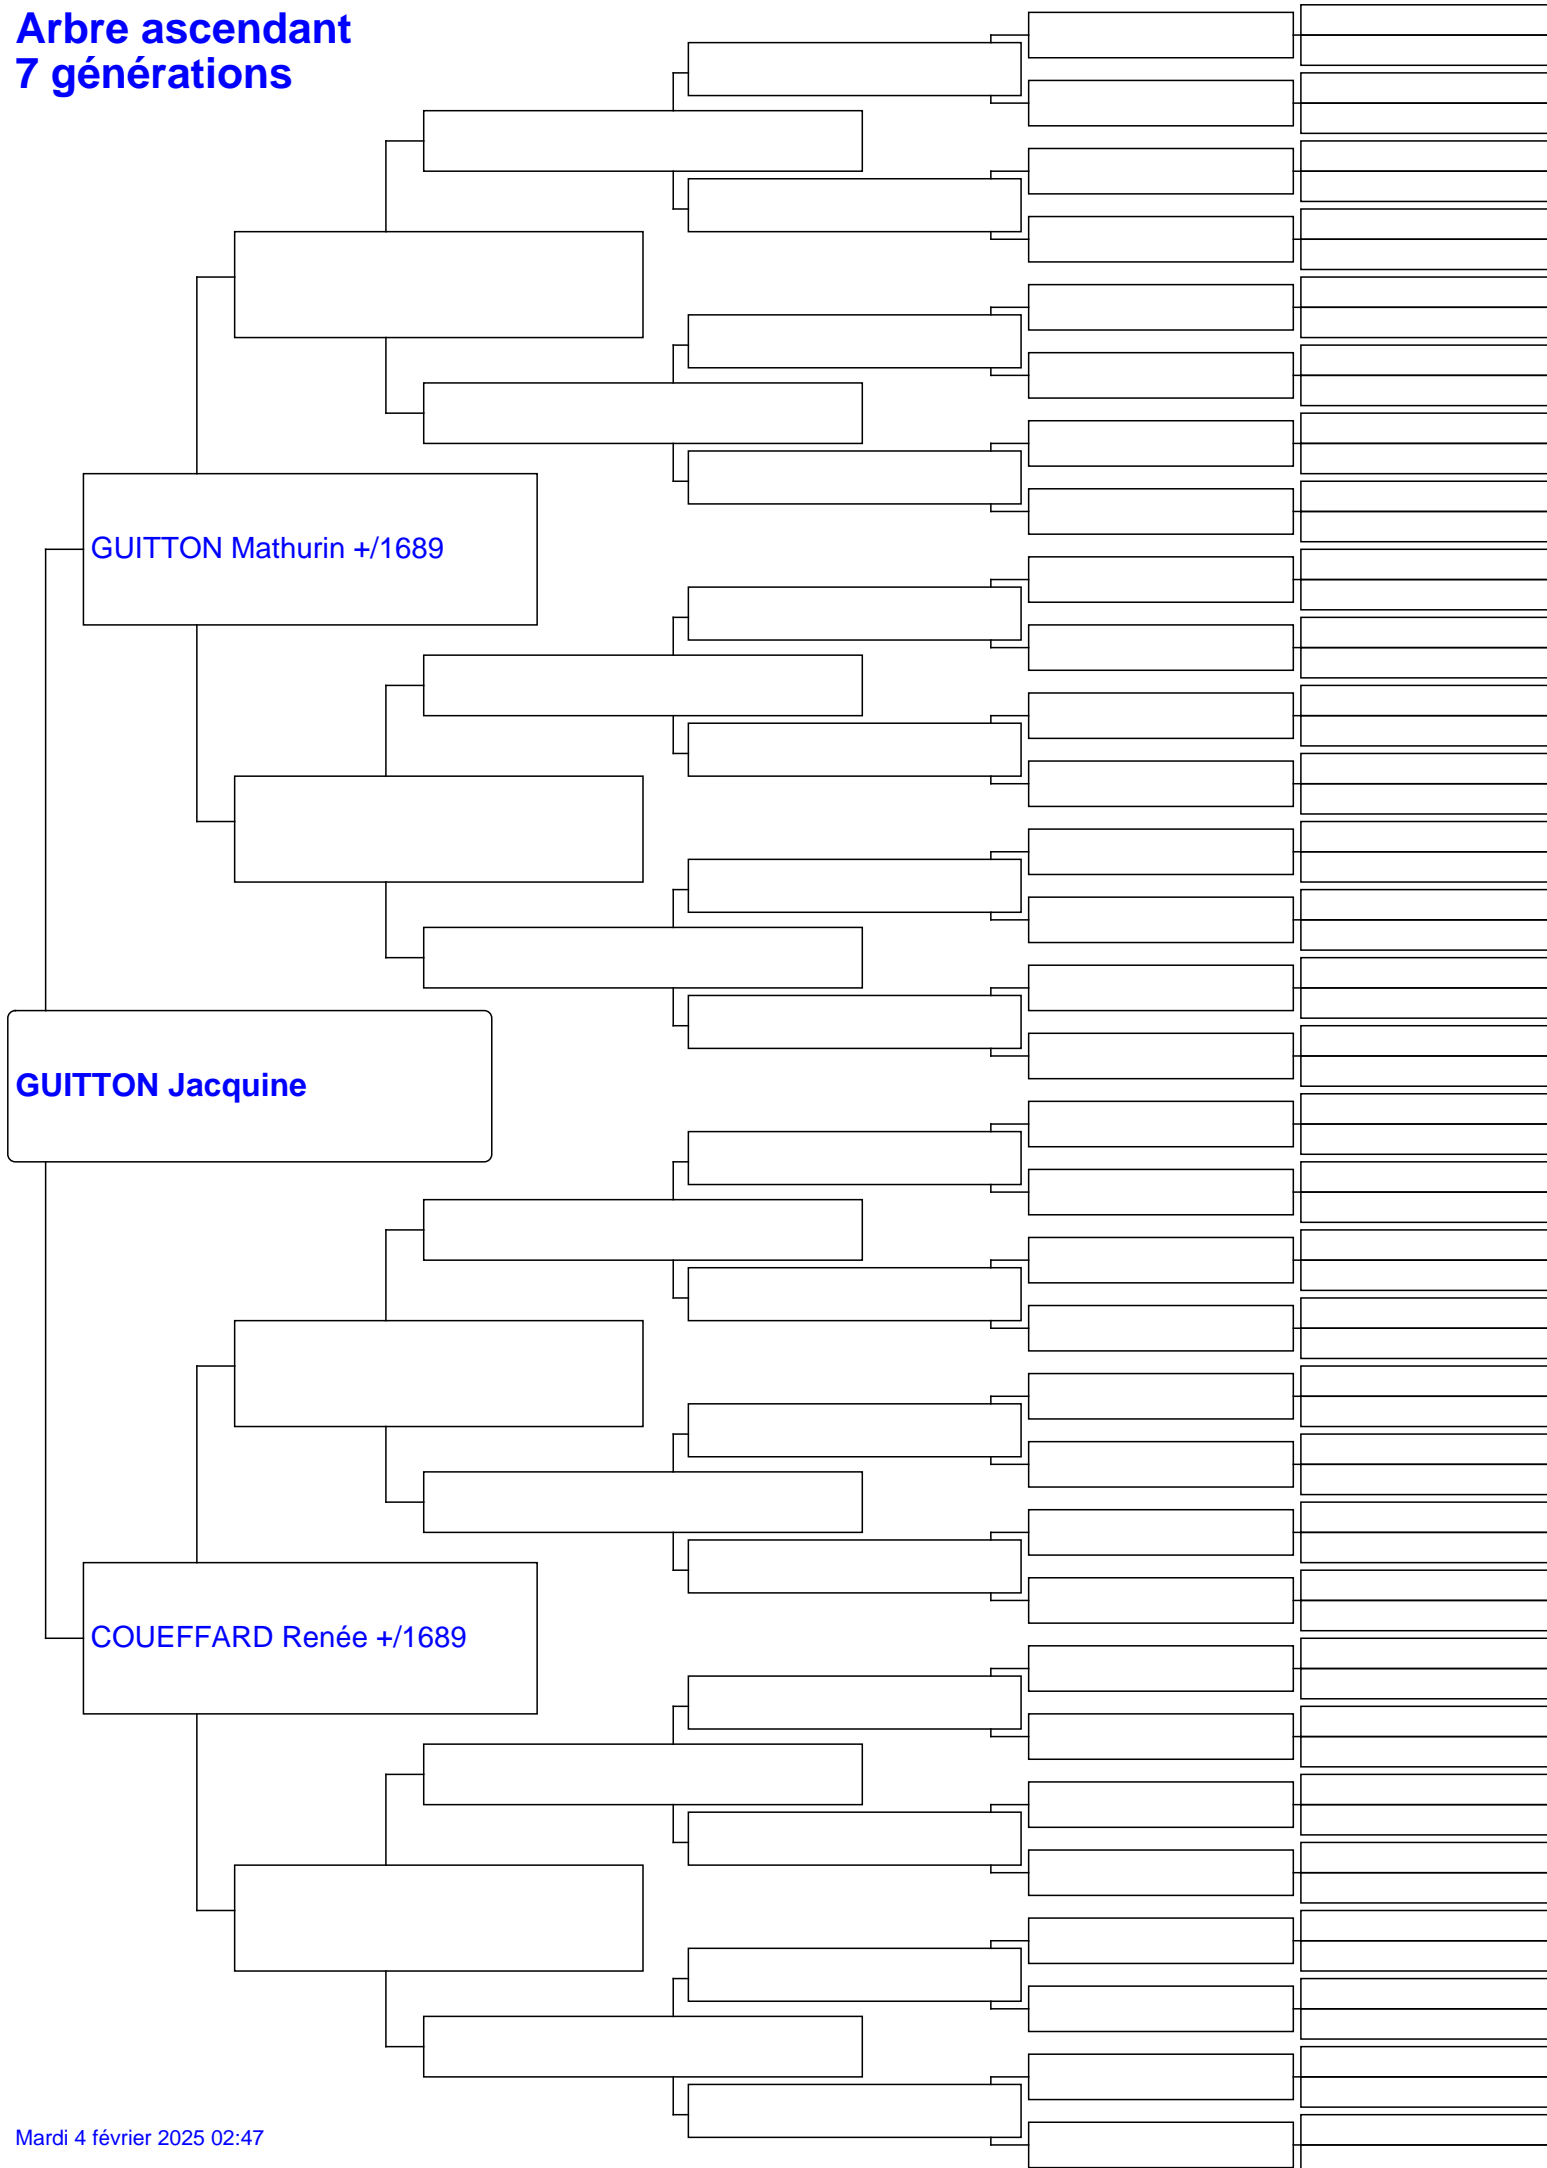 Arbre ascendant
7 générations
GUITTON Mathurin +/1689
GUITTON Jacquine
COUEFFARD Renée +/1689
Mardi 4 février 2025 02:47